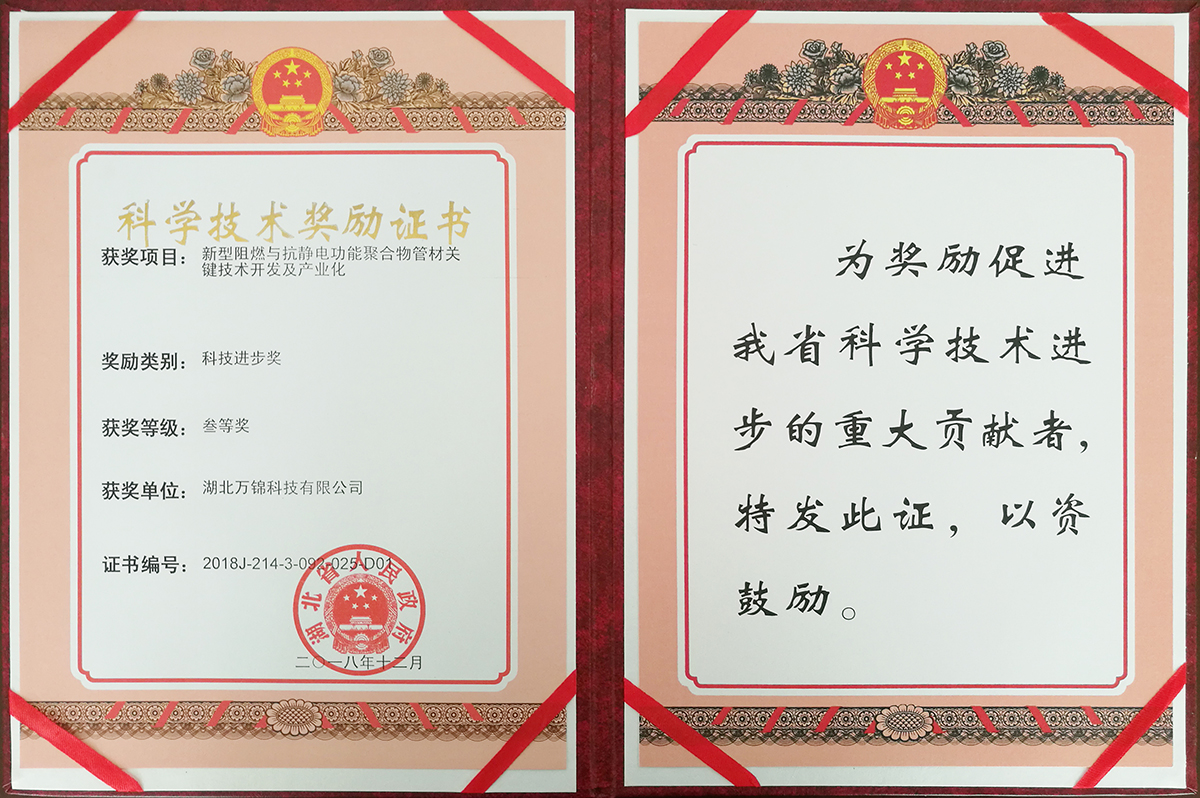 科学技术奖励证书
获奖项目：新型阻燃与抗静电功能聚合物管材关
键技术开发及产业化
奖励类别：科技进步奖
获奖等级：叁等奖
获奖单位：湖北万锦科技有限公司
证书编号：2018J-214-3-092-025-D01
湖北省人民政府
二〇一八年十二月
为奖励促进
我省科学技术进
步的重大贡献者，
特发此证，以资
鼓励。